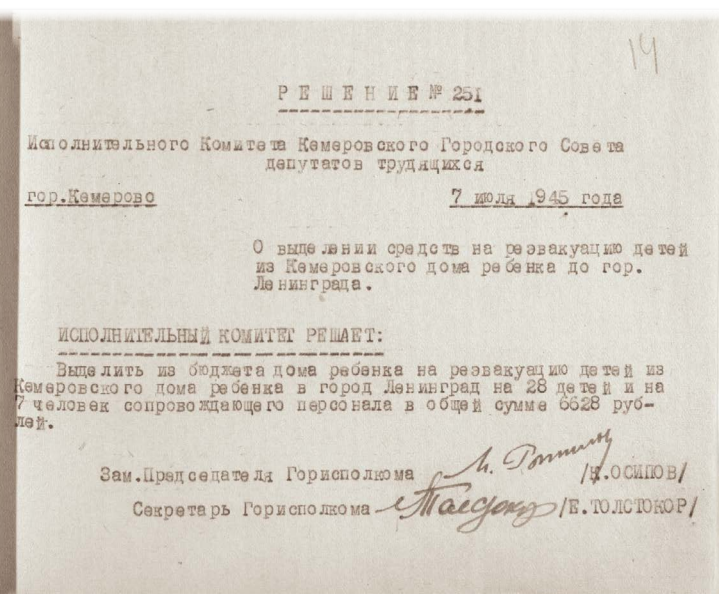 14
РЕШЕНИЕ № 251
Исполнительного Комитета Кемеровского Городского Совета
депутатов трудящихся
гор.Кемерово 7 июля 1945 года
О выделении средств на реэвакуацию детей
из Кемеровского дома ребенка до гор.
Ленинграда.
ИСПОЛНИТЕЛЬНЫЙ КОМИТЕТ РЕШАЕТ:
Выделить из бюджета дома ребенка на реэвакуацию детей из
Кемеровского дома ребенка в город Ленинград на 28 детей и на
7 человек сопровождающего персонала в общей сумме 6628 руб-
лей.
Зам.Председателя Горисполкома /Н.ОСИПОВ/
Секретарь Горисполкома /Е.ТОЛСТОКОР/